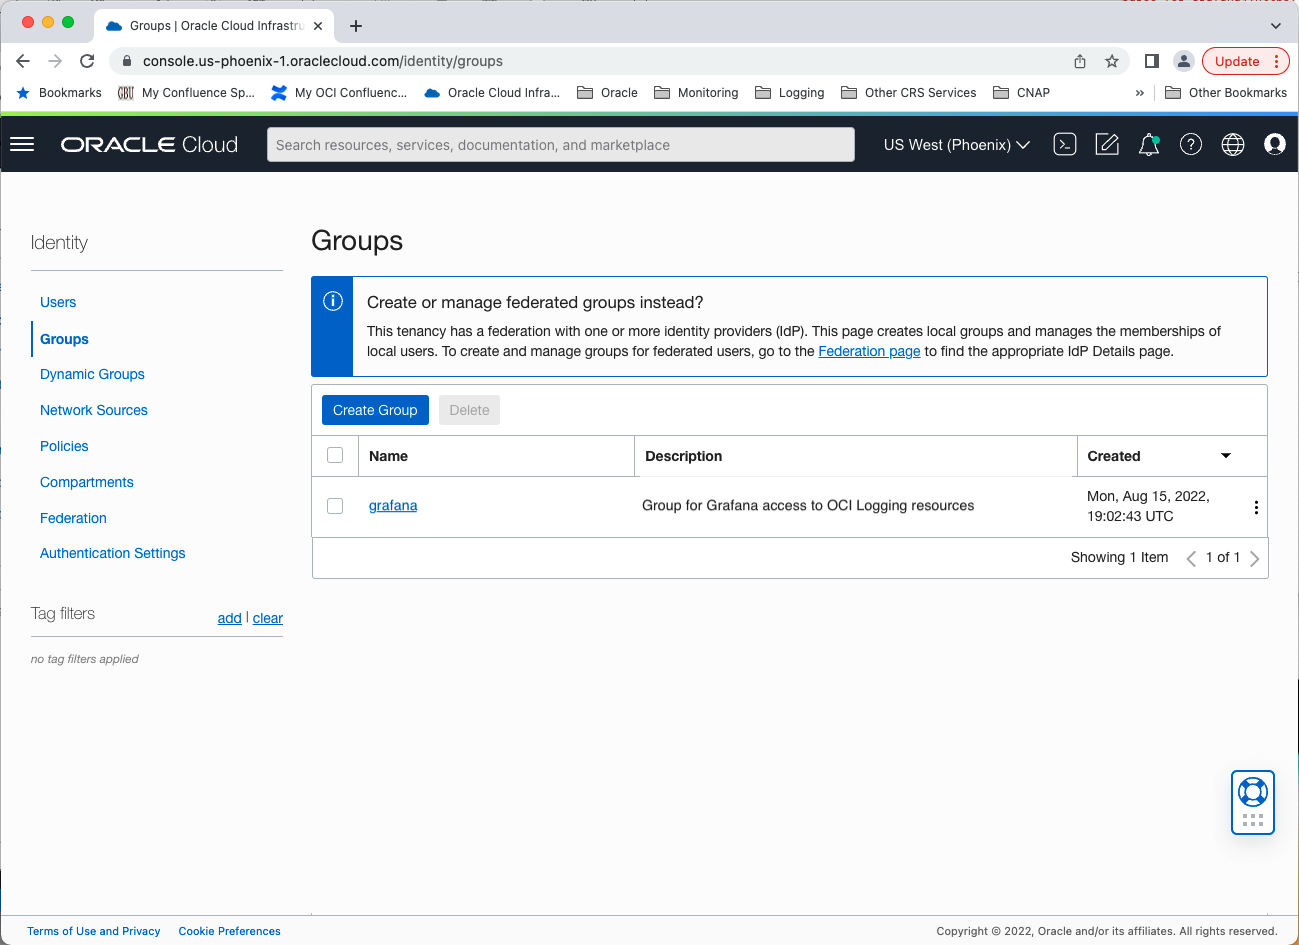 Groups | Oracle Cloud Infrastru
console.us-phoenix-1.oraclecloud.com/identity/groups
Update
Bookmarks
My Confluence Sp...
My OCI Confluenc...
Oracle Cloud Infra...
Oracle
Monitoring
Logging
Other CRS Services
CNAP
»
Other Bookmarks
ORACLE Cloud
Search resources, services, documentation, and marketplace
US West (Phoenix)
Identity
Users
Groups
Dynamic Groups
Network Sources
Policies
Compartments
Federation
Authentication Settings
Tag filters
add | clear
no tag filters applied
Groups
Create or manage federated groups instead?
This tenancy has a federation with one or more identity providers (IdP). This page creates local groups and manages the memberships of
local users. To create and manage groups for federated users, go to the Federation page to find the appropriate IdP Details page.
Create Group
Delete
Name
Description
Created
grafana
Group for Grafana access to OCI Logging resources
Mon, Aug 15, 2022,
19:02:43 UTC
Showing 1 Item
1 of 1
Terms of Use and Privacy
Cookie Preferences
Copyright © 2022, Oracle and/or its affiliates. All rights reserved.